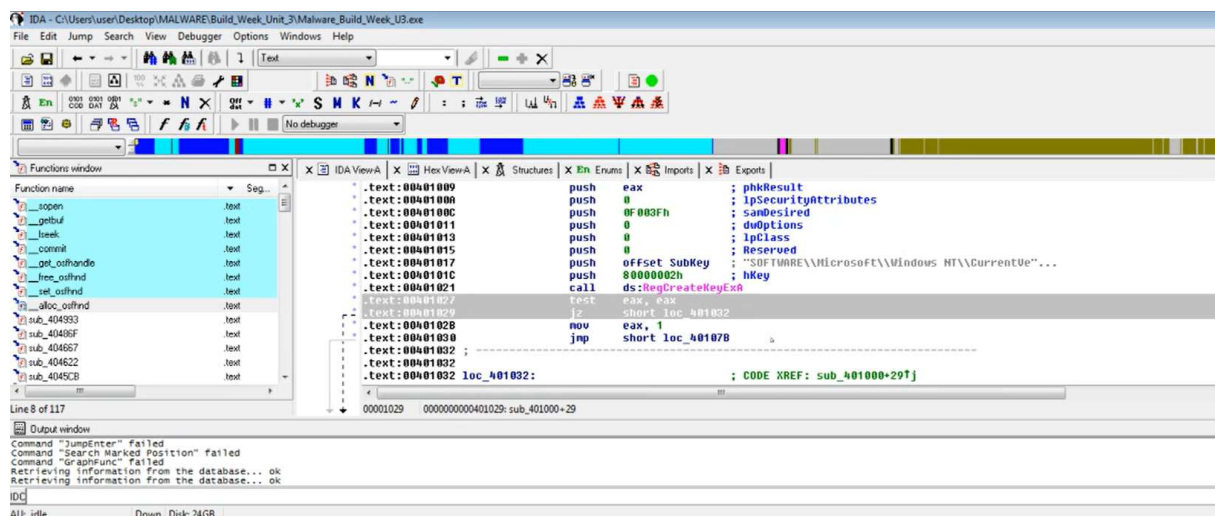 IDA - C:\Users\user\Desktop\MALWARE\Build_Week_Unit_3\Malware_Build_Week_U3.exe
File Edit Jump Search View Debugger Options Windows Help
Text
En
No debugger
Functions window
IDA View-A Hex View-A Structures En Enums Imports Exports
Function name Seg...
__sopen .text
__getbuf .text
__lseek .text
__commit .text
__get_osfhandle .text
__free_osfhnd .text
__set_osfhnd .text
__alloc_osfhnd .text
sub_404993 .text
sub_40486F .text
sub_404667 .text
sub_404622 .text
sub_4045CB .text
.text:00401009 push eax ; phkResult
.text:0040100A push 0 ; lpSecurityAttributes
.text:0040100C push 0F003Fh ; samDesired
.text:00401011 push 0 ; dwOptions
.text:00401013 push 0 ; lpClass
.text:00401015 push 0 ; Reserved
.text:00401017 push offset SubKey ; "SOFTWARE\\Microsoft\\Windows NT\\CurrentVe"...
.text:0040101C push 80000002h ; hKey
.text:00401021 call ds:RegCreateKeyExA
.text:00401027 test eax, eax
.text:00401029 jz short loc_401032
.text:0040102B mov eax, 1
.text:00401030 jmp short loc_40107B
.text:00401032 ; ---------------------------------------------------------------------------
.text:00401032
.text:00401032 loc_401032: ; CODE XREF: sub_401000+29↑j
Line 8 of 117
00001029 0000000000401029: sub_401000+29
Output window
Command "JumpEnter" failed
Command "Search Marked Position" failed
Command "GraphFunc" failed
Retrieving information from the database... ok
Retrieving information from the database... ok
IDC
AU: idle Down Disk: 24GB